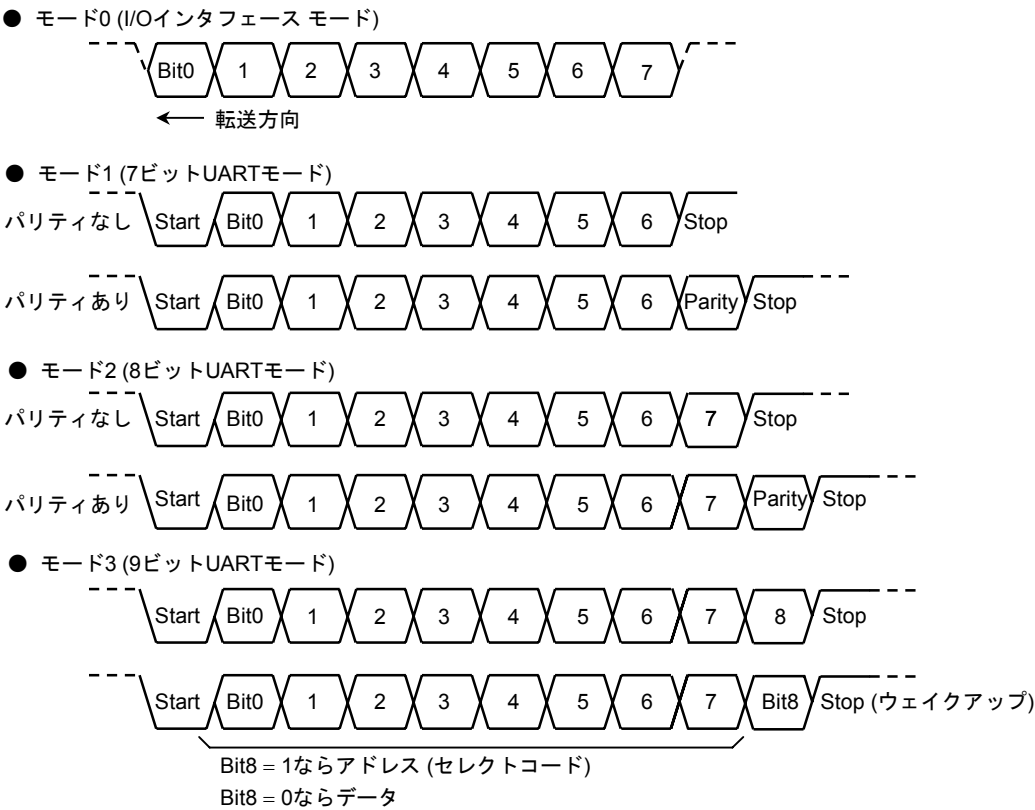 ● モード0 (I/Oインタフェース モード)
Bit0 1 2 3 4 5 6 7
転送方向
● モード1 (7ビットUARTモード)
パリティなし Start Bit0 1 2 3 4 5 6 Stop
パリティあり Start Bit0 1 2 3 4 5 6 Parity Stop
● モード2 (8ビットUARTモード)
パリティなし Start Bit0 1 2 3 4 5 6 7 Stop
パリティあり Start Bit0 1 2 3 4 5 6 7 Parity Stop
● モード3 (9ビットUARTモード)
Start Bit0 1 2 3 4 5 6 7 8 Stop
Start Bit0 1 2 3 4 5 6 7 Bit8 Stop (ウェイクアップ)
Bit8 = 1ならアドレス (セレクトコード)
Bit8 = 0ならデータ